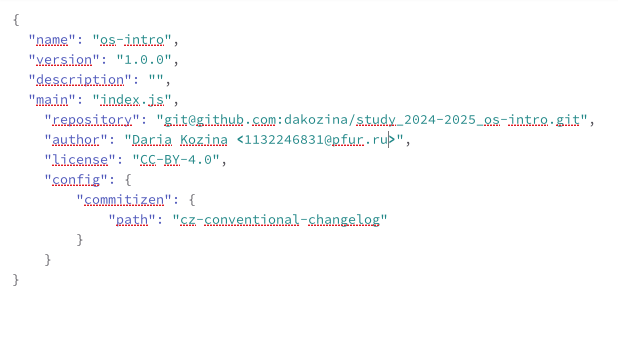 {
"name": "os-intro",
"version": "1.0.0",
"description": "",
"main": "index.js",
"repository": "git@github.com:dakozina/study_2024-2025_os-intro.git",
"author": "Daria Kozina <1132246831@pfur.ru>",
"license": "CC-BY-4.0",
"config": {
"commitizen": {
"path": "cz-conventional-changelog"
}
}
}